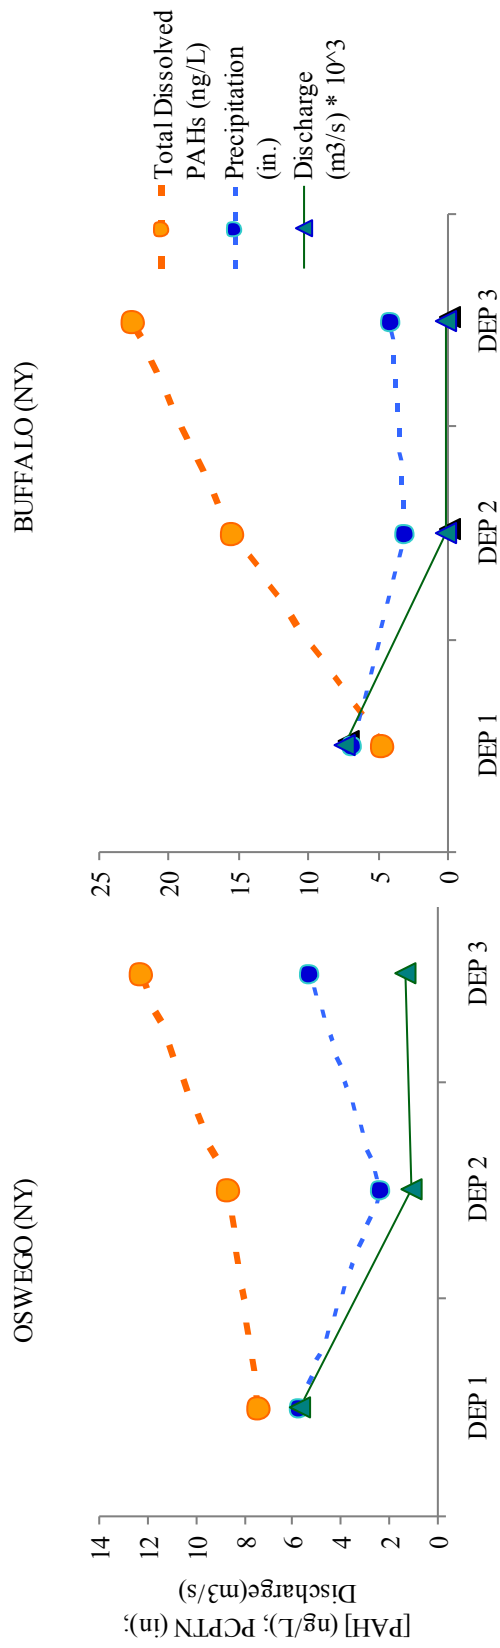 OSWEGO (NY)
[PAH] (ng/L); PCPTN (in);
Discharge(m3/s)
14
12
10
8
6
4
2
0
DEP 1
DEP 2
DEP 3
BUFFALO (NY)
25
20
15
10
5
0
DEP 1
DEP 2
DEP 3
Total Dissolved
PAHs (ng/L)
Precipitation
(in.)
Discharge
(m3/s) * 10^3